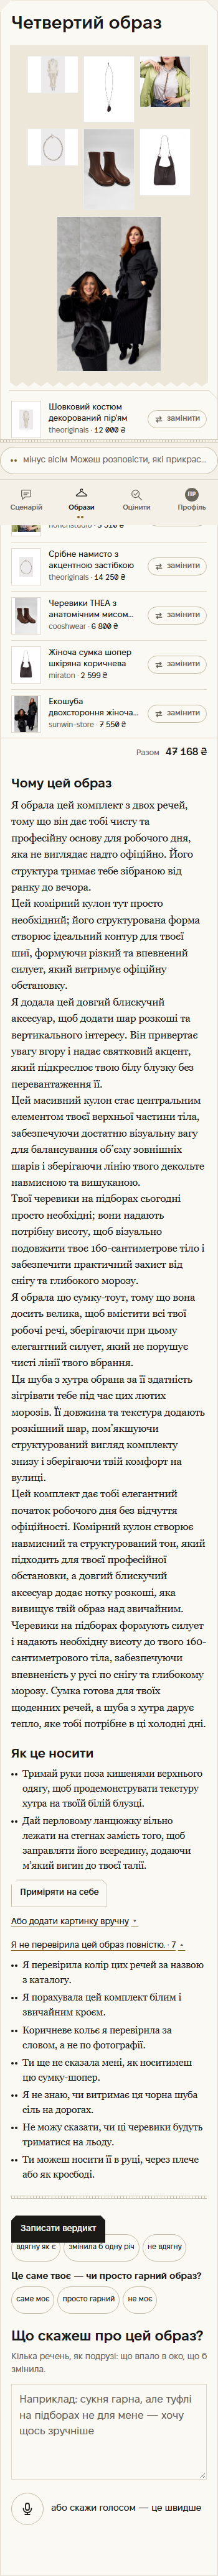 Четвертий образ
Шовковий костюм
декорований пір'ям
theoriginals · 12 000 ₴
замінити
мінус вісім Можеш розповісти, які прикрас...
Сценарій
Образи
Оцінити
ПР
Профіль
Срібне намисто з
акцентною застібкою
theoriginals · 14 250 ₴
замінити
Черевики THEA з
анатомічним мисом...
cooshwear · 6 800 ₴
замінити
Жіноча сумка шопер
шкіряна коричнева
miraton · 2 599 ₴
замінити
Екошуба
двохстороння жіноча...
sunwin-store · 7 550 ₴
замінити
Разом 47 168 ₴
Чому цей образ
Я обрала цей комплект з двох речей,
тому що він дає тобі чисту та
професійну основу для робочого дня,
яка не виглядає надто офіційно. Його
структура тримає тебе зібраною від
ранку до вечора.
Цей комірний кулон тут просто
необхідний; його структурована форма
створює ідеальний контур для твоєї
шиї, формуючи різкий та впевнений
силует, який витримує офіційну
обстановку.
Я додала цей довгий блискучий
аксесуар, щоб додати шар розкоші та
вертикального інтересу. Він привертає
увагу вгору і надає святковий акцент,
який підкреслює твою білу блузку без
перевантаження її.
Цей масивний кулон стає центральним
елементом твоєї верхньої частини тіла,
забезпечуючи достатню візуальну вагу
для балансування об'єму зовнішніх
шарів і зберігаючи лінію твого декольте
навмисною та вишуканою.
Твої черевики на підборах сьогодні
просто необхідні; вони надають
потрібну висоту, щоб візуально
подовжити твоє 160-сантиметрове тіло і
забезпечити практичний захист від
снігу та глибокого морозу.
Я обрала цю сумку-тоут, тому що вона
досить велика, щоб вмістити всі твої
робочі речі, зберігаючи при цьому
елегантний силует, який не порушує
чисті лінії твого вбрання.
Ця шуба з хутра обрана за її здатність
зігрівати тебе під час цих лютих
морозів. Її довжина та текстура додають
розкішний шар, пом'якшуючи
структурований вигляд комплекту
знизу і зберігаючи твій комфорт на
вулиці.
Цей комплект дає тобі елегантний
початок робочого дня без відчуття
офіційності. Комірний кулон створює
навмисний та структурований тон, який
підходить для твоєї професійної
обстановки, а довгий блискучий
аксесуар додає нотку розкоші, яка
вивищує твій образ над звичайним.
Черевики на підборах формують силует
і надають необхідну висоту до твого 160-
сантиметрового тіла, забезпечуючи
впевненість у русі по снігу та глибокому
морозу. Сумка готова для твоїх
щоденних речей, а шуба з хутра дарує
тепло, яке тобі потрібне в ці холодні дні.
Як це носити
Тримай руки поза кишенями верхнього
одягу, щоб продемонструвати текстуру
хутра на твоїй білій блузці.
Дай перловому ланцюжку вільно
лежати на стегнах замість того, щоб
заправляти його всередину, додаючи
м'який вигин до твоєї талії.
Приміряти на себе
Або додати картинку вручну
Я не перевірила цей образ повністю. · 7
Я перевірила колір цих речей за назвою
з каталогу.
Я порахувала цей комплект білим і
звичайним кроєм.
Коричневе кольє я перевірила за
словом, а не по фотографії.
Ти ще не сказала мені, як носитимеш
цю сумку-шопер.
Я не знаю, чи витримає ця чорна шуба
сіль на дорогах.
Не можу сказати, чи ці черевики будуть
триматися на льоду.
Ти можеш носити її в руці, через плече
або як кросбоді.
Записати вердикт
вдягну як є
змінила б одну річ
не вдягну
Це саме твоє — чи просто гарний образ?
саме моє
просто гарний
не моє
Що скажеш про цей образ?
Кілька речень, як подрузі: що впало в око, що б
змінила.
Наприклад: сукня гарна, але туфлі
на підборах не для мене — хочу
щось зручніше
або скажи голосом — це швидше